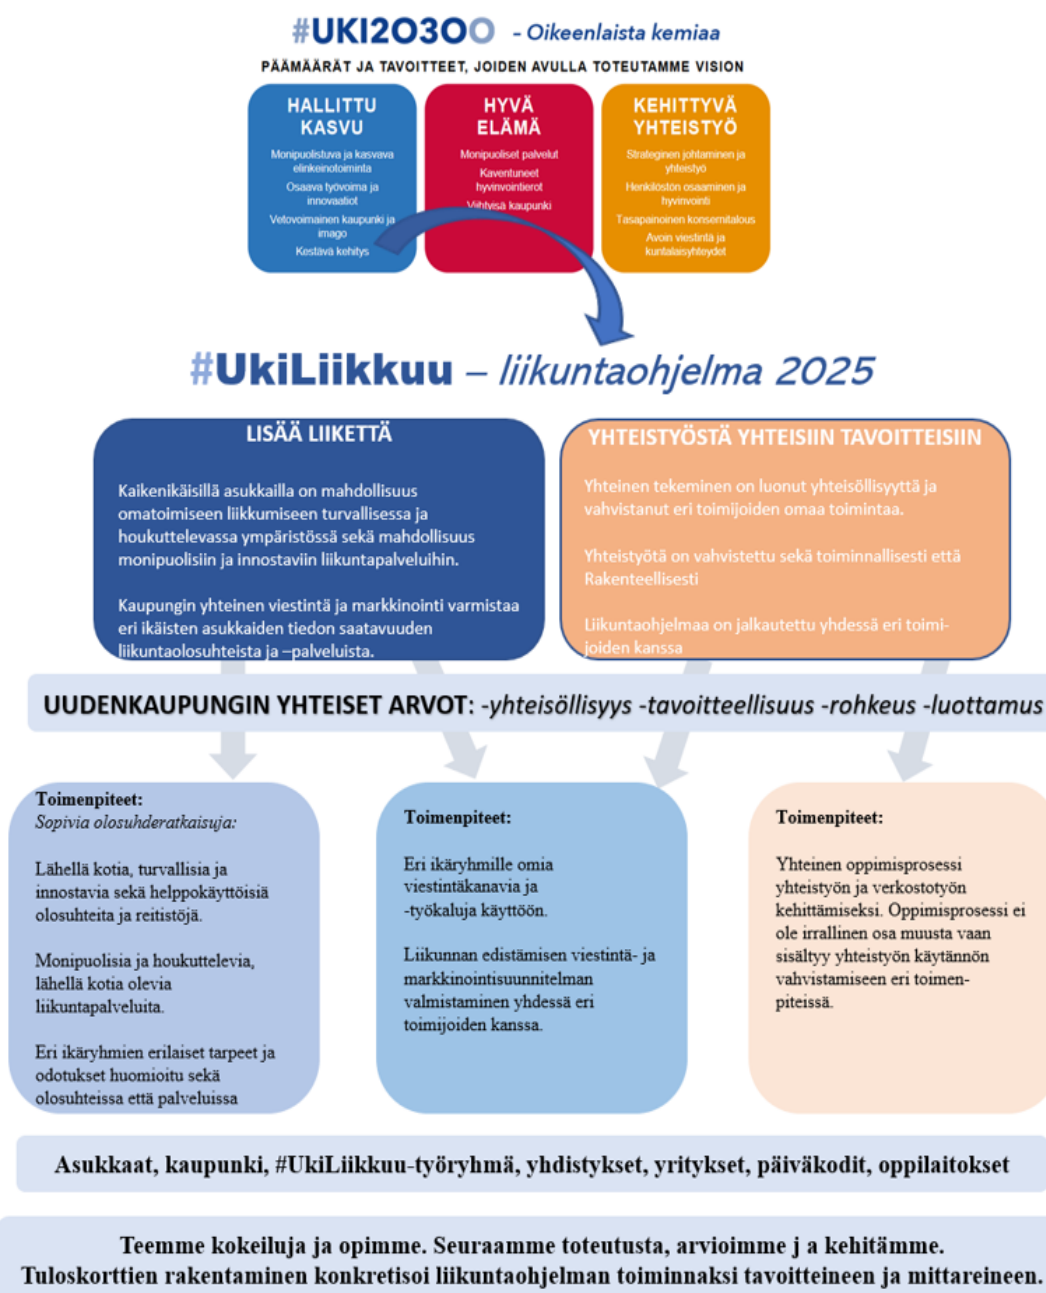 #UKI2030O - Oikeenlaista kemiaa
PÄÄMÄÄRÄT JA TAVOITTEET, JOIDEN AVULLA TOTEUTAMME VISION
HALLITTU
KASVU
Monipuolistuva ja kasvava
elinkeinotoiminta
Osaava työvoima ja
innovaatiot
Vetovoimainen kaupunki ja
imago
Kestävä kehitys
HYVÄ
ELÄMÄ
Monipuoliset palvelut
Kaventuneet
hyvinvointierot
Viihtyisä kaupunki
KEHITTYVÄ
YHTEISTYÖ
Strateginen johtaminen ja
yhteistyö
Henkilöstön osaaminen ja
hyvinvointi
Tasapainoinen konsernitalous
Avoin viestintä ja
kuntalaisyhteydet
#UkiLiikkuu – liikuntaohjelma 2025
LISÄÄ LIIKETTÄ
Kaikenikäisillä asukkailla on mahdollisuus
omatoimiseen liikkumiseen turvallisessa ja
houkuttelevassa ympäristössä sekä mahdollisuus
monipuolisiin ja innostaviin liikuntapalveluihin.
Kaupungin yhteinen viestintä ja markkinointi varmistaa
eri ikäisten asukkaiden tiedon saatavuuden
liikuntaolosuhteista ja –palveluista.
YHTEISTYÖSTÄ YHTEISIIN TAVOITTEISIIN
Yhteinen tekeminen on luonut yhteisöllisyyttä ja
vahvistanut eri toimijoiden omaa toimintaa.
Yhteistyötä on vahvistettu sekä toiminnallisesti että
Rakenteellisesti
Liikuntaohjelmaa on jalkautettu yhdessä eri toimi-
joiden kanssa
UUDENKAUPUNGIN YHTEISET ARVOT: -yhteisöllisyys -tavoitteellisuus -rohkeus -luottamus
Toimenpiteet:
Sopivia olosuhderatkaisuja:
Lähellä kotia, turvallisia ja
innostavia sekä helppokäyttöisiä
olosuhteita ja reitistöjä.
Monipuolisia ja houkuttelevia,
lähellä kotia olevia
liikuntapalveluita.
Eri ikäryhmien erilaiset tarpeet ja
odotukset huomioitu sekä
olosuhteissa että palveluissa
Toimenpiteet:
Eri ikäryhmille omia
viestintäkanavia ja
-työkaluja käyttöön.
Liikunnan edistämisen viestintä- ja
markkinointisuunnitelman
valmistaminen yhdessä eri
toimijoiden kanssa.
Toimenpiteet:
Yhteinen oppimisprosessi
yhteistyön ja verkostotyön
kehittämiseksi. Oppimisprosessi ei
ole irrallinen osa muusta vaan
sisältyy yhteistyön käytännön
vahvistamiseen eri toimen-
piteissä.
Asukkaat, kaupunki, #UkiLiikkuu-työryhmä, yhdistykset, yritykset, päiväkodit, oppilaitokset
Teemme kokeiluja ja opimme. Seuraamme toteutusta, arvioimme j a kehitämme.
Tuloskorttien rakentaminen konkretisoi liikuntaohjelman toiminnaksi tavoitteineen ja mittareineen.